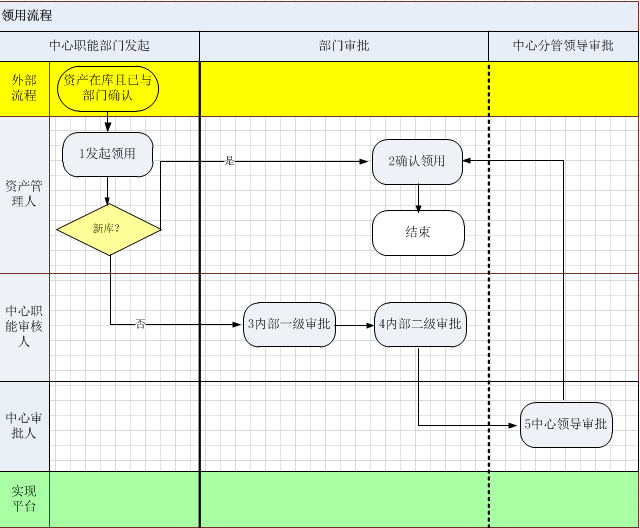 领用流程
中心职能部门发起
部门审批
中心分管领导审批
外部
流程
资产在库且已与
部门确认
资产管
理人
1发起领用
是
2确认领用
新库？
结束
中心职
能审核
人
否
3内部一级审批
4内部二级审批
中心审
批人
5中心领导审批
实现
平台